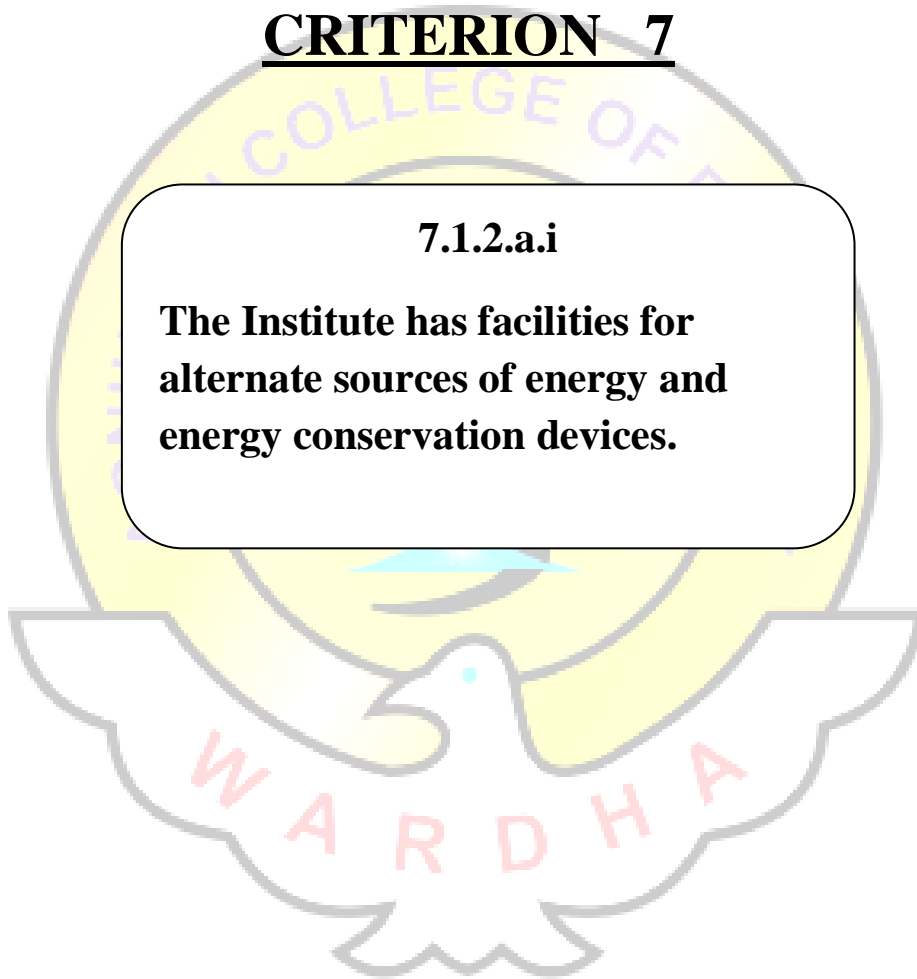 CRITERION 7
COLLEGE OF
7.1.2.a.i
The Institute has facilities for
alternate sources of energy and
energy conservation devices.
WARDHA